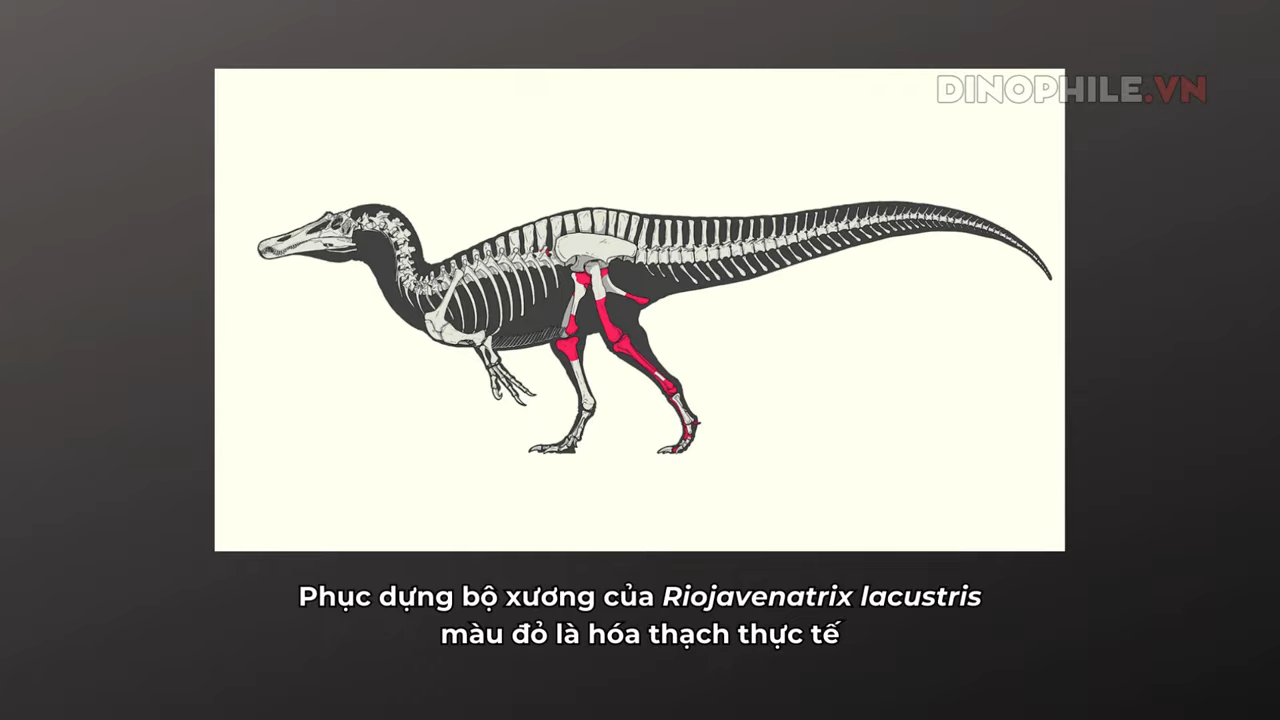 DINOPHILE.VN
Phục dựng bộ xương của Riojavenatrix lacustris
màu đỏ là hóa thạch thực tế